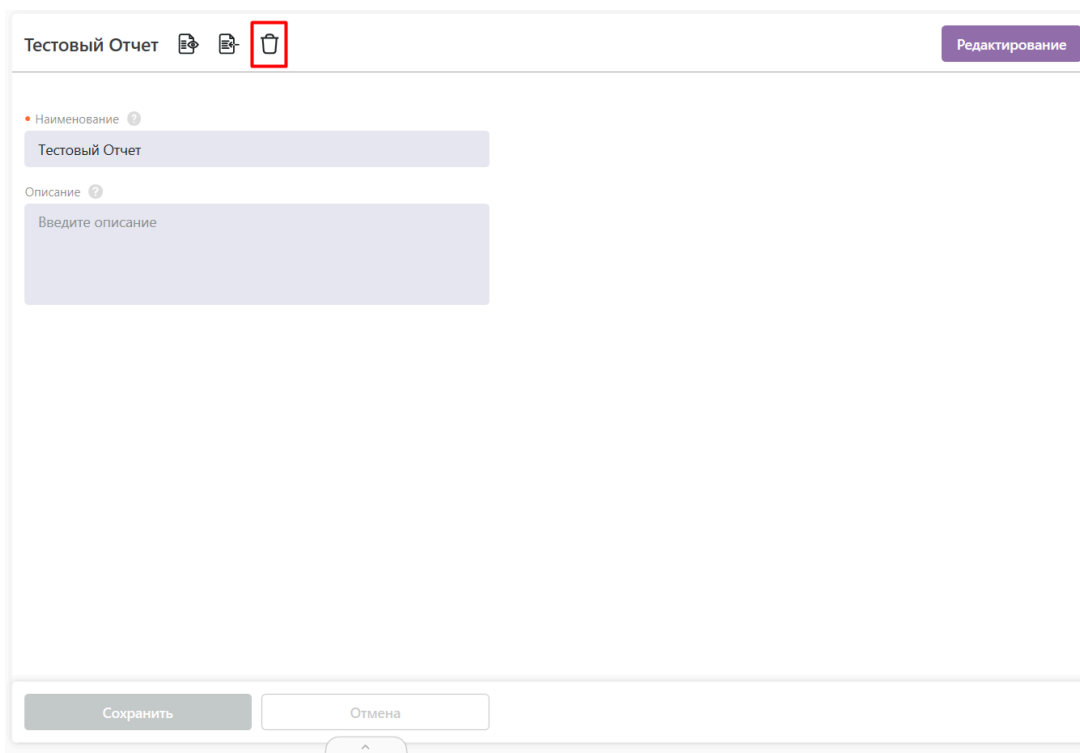 Тестовый Отчет
Редактирование
• Наименование ?
Тестовый Отчет
Описание ?
Введите описание
Сохранить
Отмена